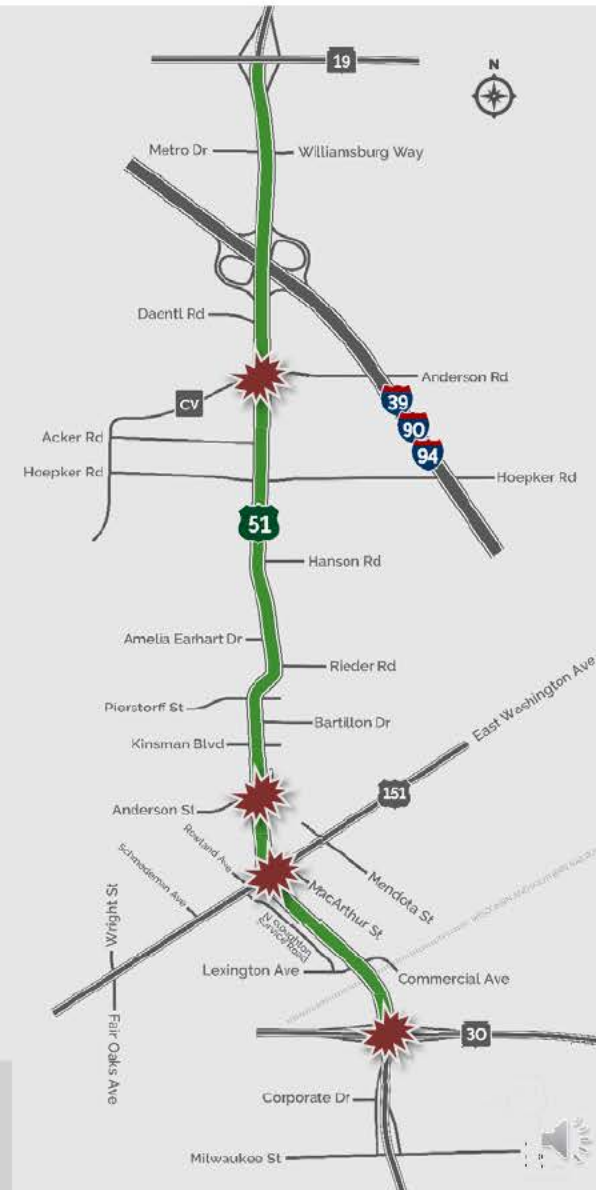 19
N
Metro Dr
Williamsburg Way
Daentl Rd
Anderson Rd
CV
39
90
94
Acker Rd
Hoepker Rd
Hoepker Rd
51
Hanson Rd
Amelia Earhart Dr
Rieder Rd
Pierstorff St
Bartillon Dr
Kinsman Blvd
East Washington Ave
151
Anderson St
Rowland Ave
Schmedeman Ave
Mendota St
MacArthur St
Wright St
N Stoughton
Service Road
Lexington Ave
Commercial Ave
30
Fair Oaks Ave
Corporate Dr
Milwaukee St